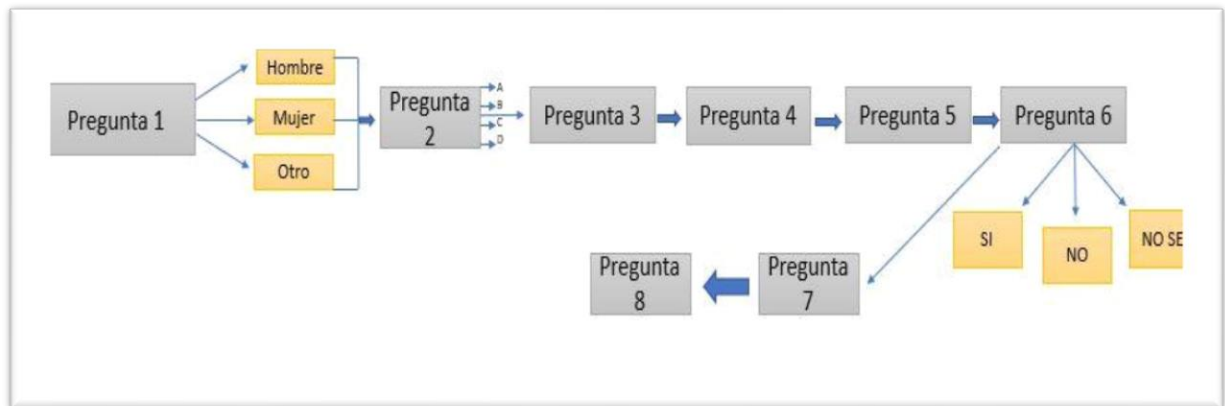 Pregunta 1
Hombre
Mujer
Otro
Pregunta
2
A
B
C
D
Pregunta 3
Pregunta 4
Pregunta 5
Pregunta 6
SI
NO
NO SE
Pregunta
7
Pregunta
8